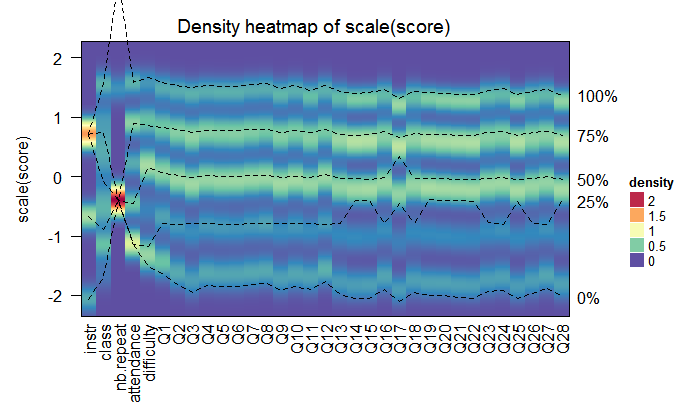 Density heatmap of scale(score)
scale(score)
2
1
0
-1
-2
100%
75%
50%
25%
0%
density
2
1.5
1
0.5
0
instr
class
nb.repeat
attendance
difficulty
Q1
Q2
Q3
Q4
Q5
Q6
Q7
Q8
Q9
Q10
Q11
Q12
Q13
Q14
Q15
Q16
Q17
Q18
Q19
Q20
Q21
Q22
Q23
Q24
Q25
Q26
Q27
Q28